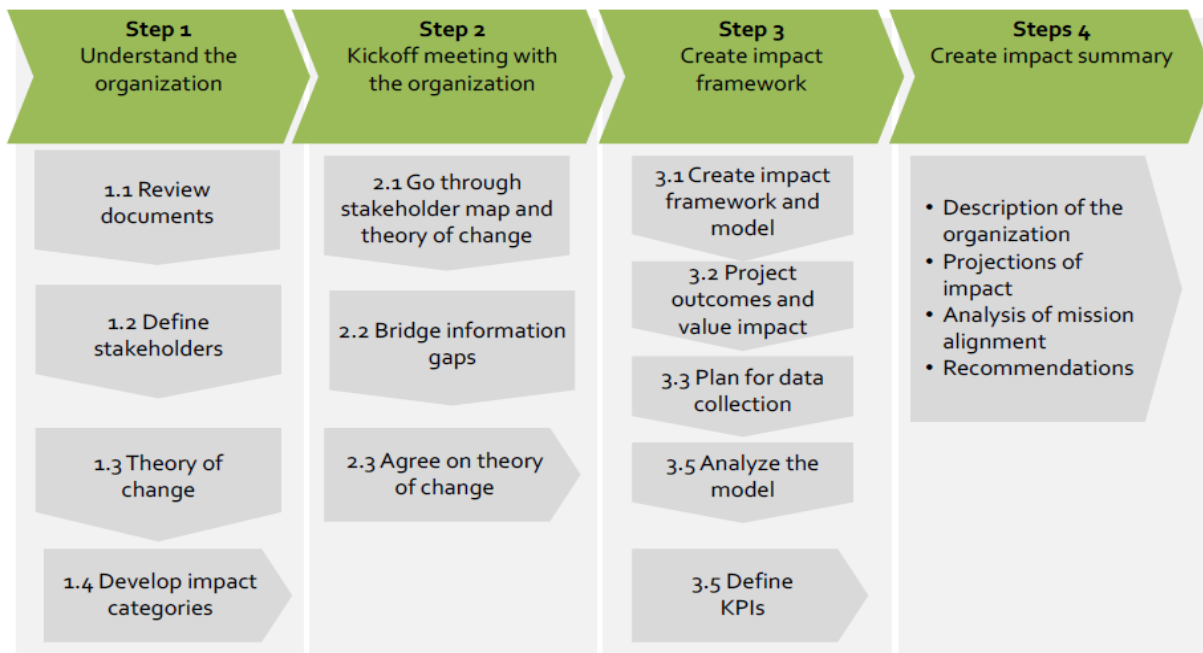 Step 1
Understand the
organization
Step 2
Kickoff meeting with
the organization
Step 3
Create impact
framework
Steps 4
Create impact summary
1.1 Review
documents
1.2 Define
stakeholders
1.3 Theory of
change
1.4 Develop impact
categories
2.1 Go through
stakeholder map and
theory of change
2.2 Bridge information
gaps
2.3 Agree on theory
of change
3.1 Create impact
framework and
model
3.2 Project
outcomes and
value impact
3.3 Plan for data
collection
3.5 Analyze the
model
3.5 Define
KPIs
• Description of the
organization
• Projections of
impact
• Analysis of mission
alignment
• Recommendations